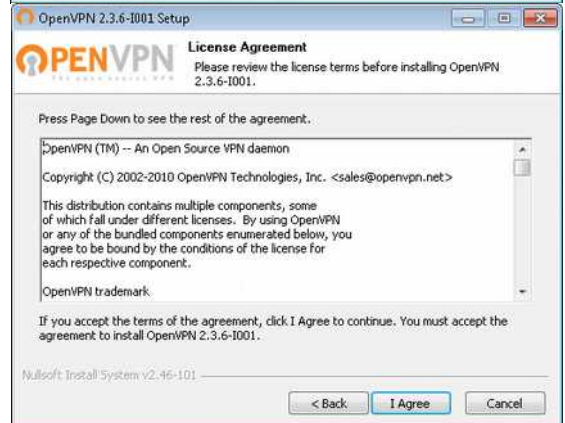 OpenVPN 2.3.6-I001 Setup
OPENVPN
License Agreement
Please review the license terms before installing OpenVPN
2.3.6-I001.
Press Page Down to see the rest of the agreement.
OpenVPN (TM) -- An Open Source VPN daemon
Copyright (C) 2002-2010 OpenVPN Technologies, Inc. <sales@openvpn.net>
This distribution contains multiple components, some
of which fall under different licenses. By using OpenVPN
or any of the bundled components enumerated below, you
agree to be bound by the conditions of the license for
each respective component.
OpenVPN trademark
If you accept the terms of the agreement, click I Agree to continue. You must accept the
agreement to install OpenVPN 2.3.6-I001.
Nullsoft Install System v2.46-101
< Back
I Agree
Cancel